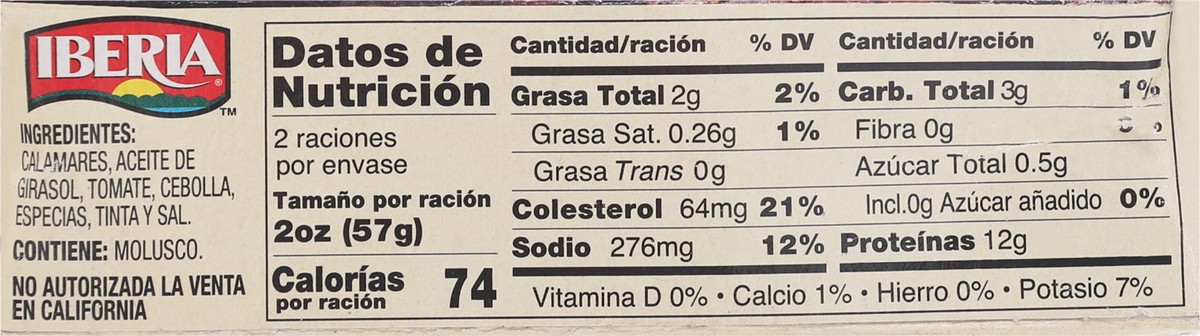 IBERIA
®
TM
INGREDIENTES:
CALAMARES, ACEITE DE
GIRASOL, TOMATE, CEBOLLA,
ESPECIAS, TINTA Y SAL.
CONTIENE: MOLUSCO.
NO AUTORIZADA LA VENTA
EN CALIFORNIA
Datos de
Nutrición
2 raciones
por envase
Tamaño por ración
2oz (57g)
Calorías 74
por ración
Cantidad/ración % DV
Grasa Total 2g 2%
Grasa Sat. 0.26g 1%
Grasa Trans 0g
Colesterol 64mg 21%
Sodio 276mg 12%
Cantidad/ración % DV
Carb. Total 3g 1%
Fibra 0g
Azúcar Total 0.5g
Incl.0g Azúcar añadido 0%
Proteínas 12g
Vitamina D 0% • Calcio 1% • Hierro 0% • Potasio 7%